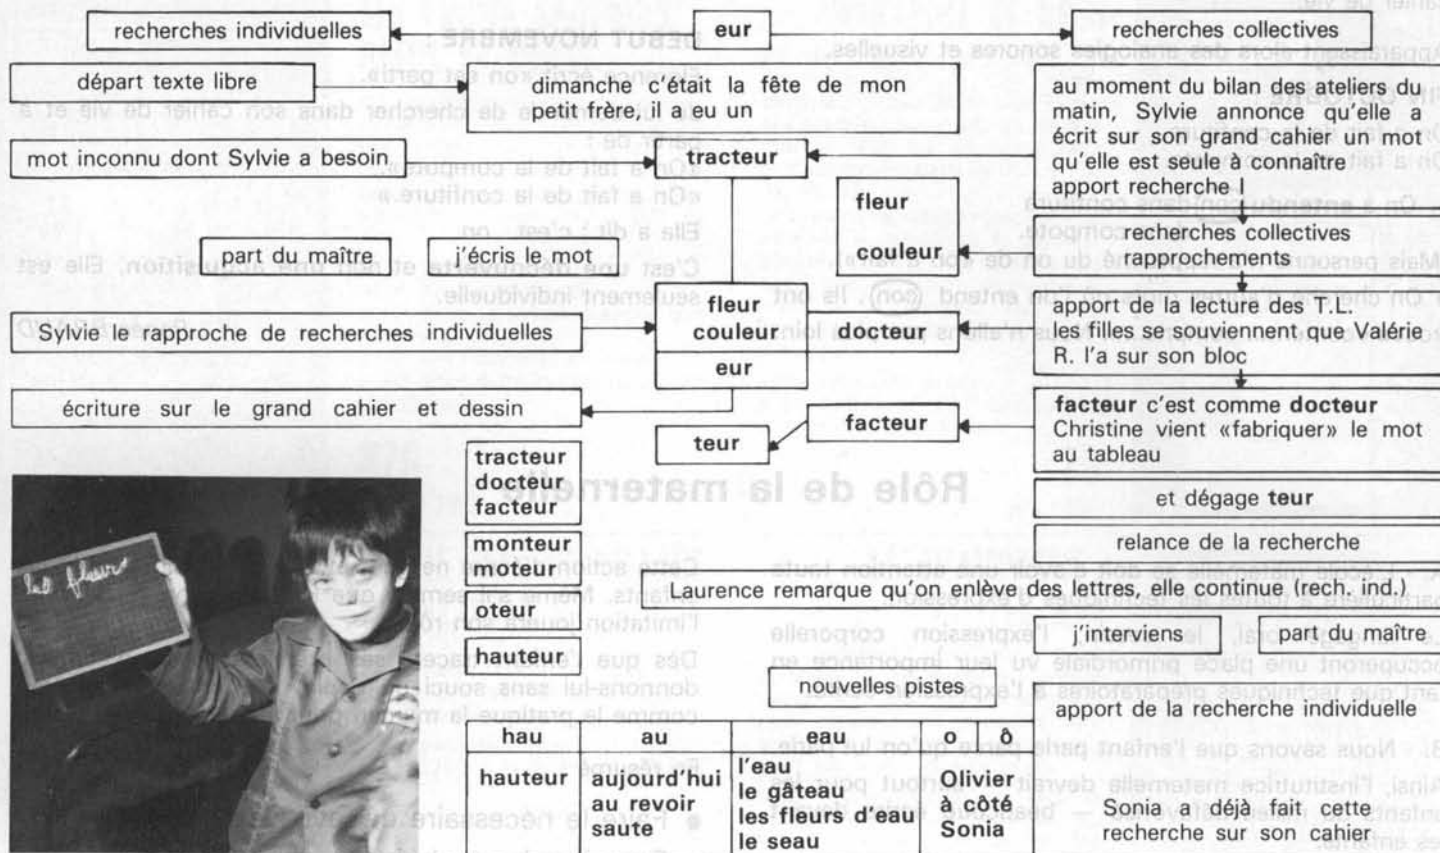 recherches individuelles
eur
recherches collectives
départ texte libre
dimanche c'était la fête de mon
petit frère, il a eu un
au moment du bilan des ateliers du
matin, Sylvie annonce qu'elle a
écrit sur son grand cahier un mot
qu'elle est seule à connaître
apport recherche I
mot inconnu dont Sylvie a besoin
tracteur
fleur
couleur
recherches collectives
rapprochements
part du maître
j'écris le mot
apport de la lecture des T.L.
les filles se souviennent que Valérie
R. l'a sur son bloc
Sylvie le rapproche de recherches individuelles
fleur
couleur
docteur
eur
écriture sur le grand cahier et dessin
facteur c'est comme docteur
Christine vient «fabriquer» le mot
au tableau
facteur
teur
et dégage teur
tracteur
docteur
facteur
relance de la recherche
monteur
moteur
Laurence remarque qu'on enlève des lettres, elle continue (rech. ind.)
oteur
j'interviens
part du maître
hauteur
nouvelles pistes
apport de la recherche individuelle
hau
au
eau
o ô
hauteur
aujourd'hui
au revoir
saute
l'eau
le gâteau
les fleurs d'eau
le seau
Olivier
à côté
Sonia
Sonia a déjà fait cette
recherche sur son cahier